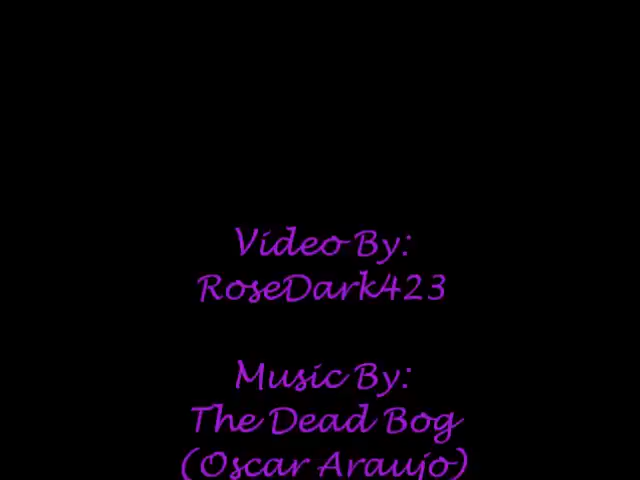 Video By:
RoseDark423
Music By:
The Dead Bog
(Oscar Araujo)